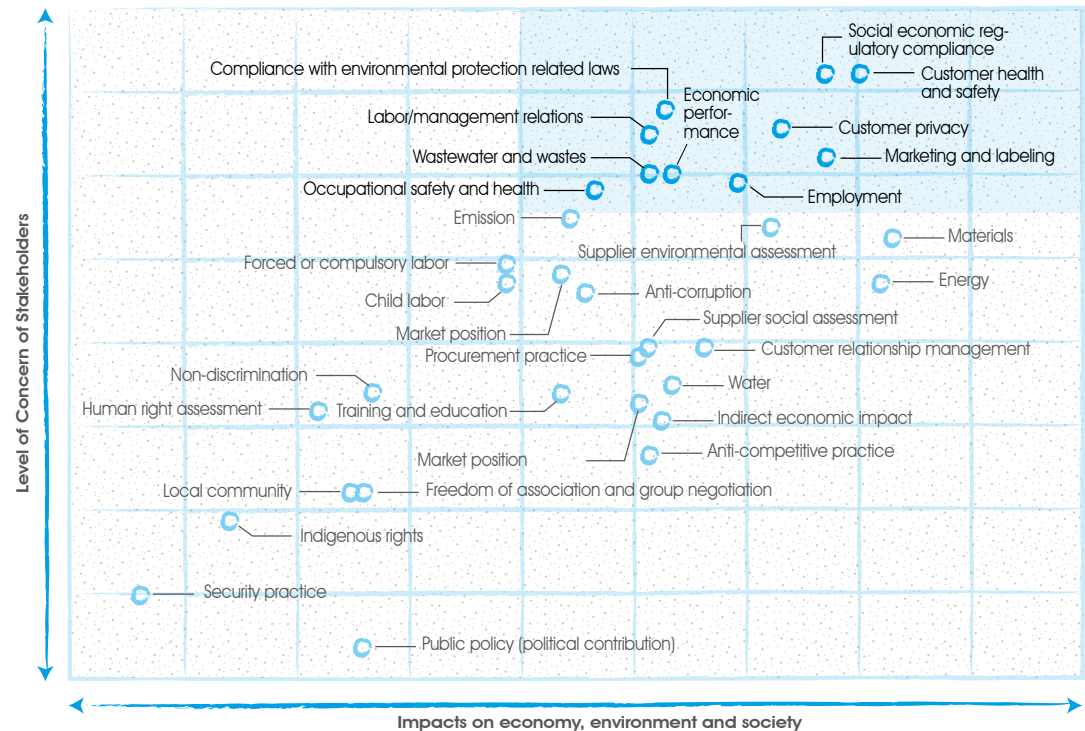 Social economic reg-
ulatory compliance
Compliance with environmental protection related laws
Customer health
and safety
Economic
perfor-
mance
Labor/management relations
Customer privacy
Wastewater and wastes
Marketing and labeling
Occupational safety and health
Employment
Emission
Supplier environmental assessment
Materials
Forced or compulsory labor
Energy
Child labor
Anti-corruption
Market position
Supplier social assessment
Procurement practice
Customer relationship management
Non-discrimination
Water
Human right assessment
Training and education
Indirect economic impact
Market position
Anti-competitive practice
Local community
Freedom of association and group negotiation
Indigenous rights
Security practice
Public policy (political contribution)
Level of Concern of Stakeholders
Impacts on economy, environment and society